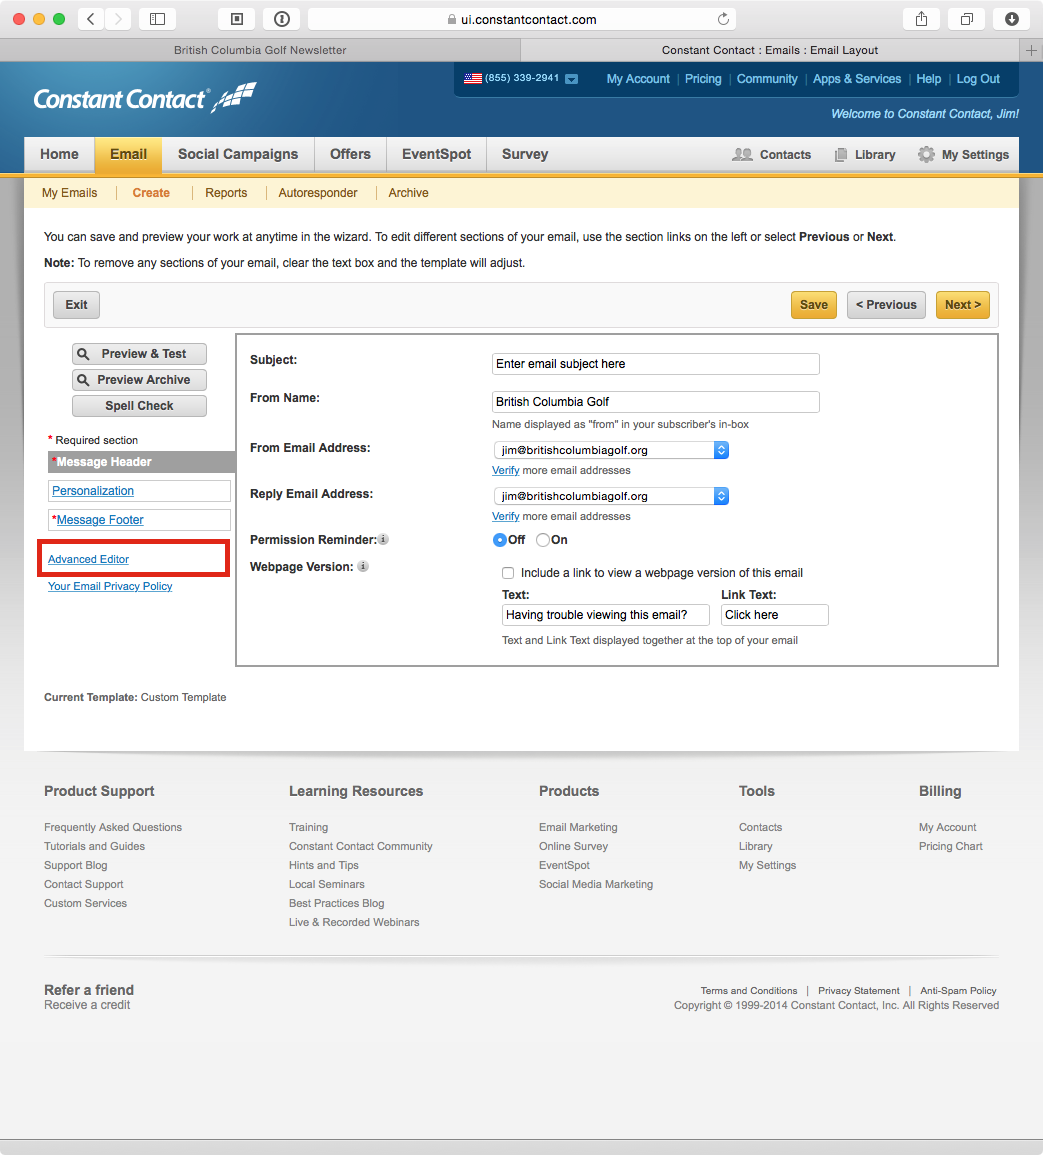 ui.constantcontact.com
British Columbia Golf Newsletter
Constant Contact : Emails : Email Layout
Constant Contact®
(855) 339-2941
My Account | Pricing | Community | Apps & Services | Help | Log Out
Welcome to Constant Contact, Jim!
Home Email Social Campaigns Offers EventSpot Survey Contacts Library My Settings
My Emails | Create | Reports | Autoresponder | Archive
You can save and preview your work at anytime in the wizard. To edit different sections of your email, use the section links on the left or select Previous or Next.
Note: To remove any sections of your email, clear the text box and the template will adjust.
Exit Save < Previous Next >
Preview & Test
Preview Archive
Spell Check
* Required section
*Message Header
Personalization
*Message Footer
Advanced Editor
Your Email Privacy Policy
Subject: Enter email subject here
From Name: British Columbia Golf
Name displayed as "from" in your subscriber's in-box
From Email Address: jim@britishcolumbiagolf.org
Verify more email addresses
Reply Email Address: jim@britishcolumbiagolf.org
Verify more email addresses
Permission Reminder: i Off On
Webpage Version: i
Include a link to view a webpage version of this email
Text: Link Text:
Having trouble viewing this email? Click here
Text and Link Text displayed together at the top of your email
Current Template: Custom Template
Product Support
Frequently Asked Questions
Tutorials and Guides
Support Blog
Contact Support
Custom Services
Learning Resources
Training
Constant Contact Community
Hints and Tips
Local Seminars
Best Practices Blog
Live & Recorded Webinars
Products
Email Marketing
Online Survey
EventSpot
Social Media Marketing
Tools
Contacts
Library
My Settings
Billing
My Account
Pricing Chart
Refer a friend
Receive a credit
Terms and Conditions | Privacy Statement | Anti-Spam Policy
Copyright © 1999-2014 Constant Contact, Inc. All Rights Reserved